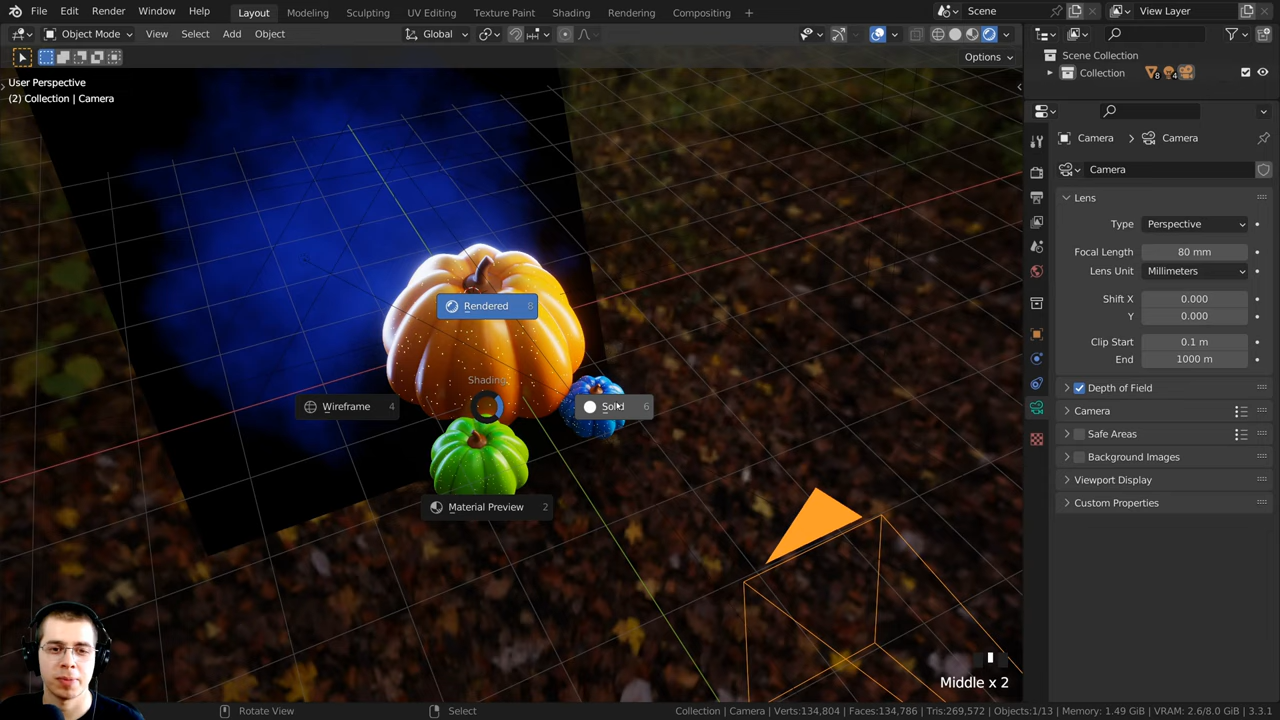 File Edit Render Window Help Layout Modeling Sculpting UV Editing Texture Paint Shading Rendering Compositing + Scene View Layer
Object Mode View Select Add Object Global
Options
User Perspective
(2) Collection | Camera
Scene Collection
Collection 8 4
Camera > Camera
Camera
Lens
Type Perspective
Focal Length 80 mm
Lens Unit Millimeters
Shift X 0.000
Y 0.000
Clip Start 0.1 m
End 1000 m
Depth of Field
Camera
Safe Areas
Background Images
Viewport Display
Custom Properties
Rendered 8
Shading
Wireframe 4
Solid 6
Material Preview 2
Middle x 2
Rotate View Select Collection | Camera Verts:134,804 | Faces:134,786 | Tris:269,572 | Objects:1/13 | Memory: 1.49 GiB | VRAM: 2.6/8.0 GiB | 3.3.1